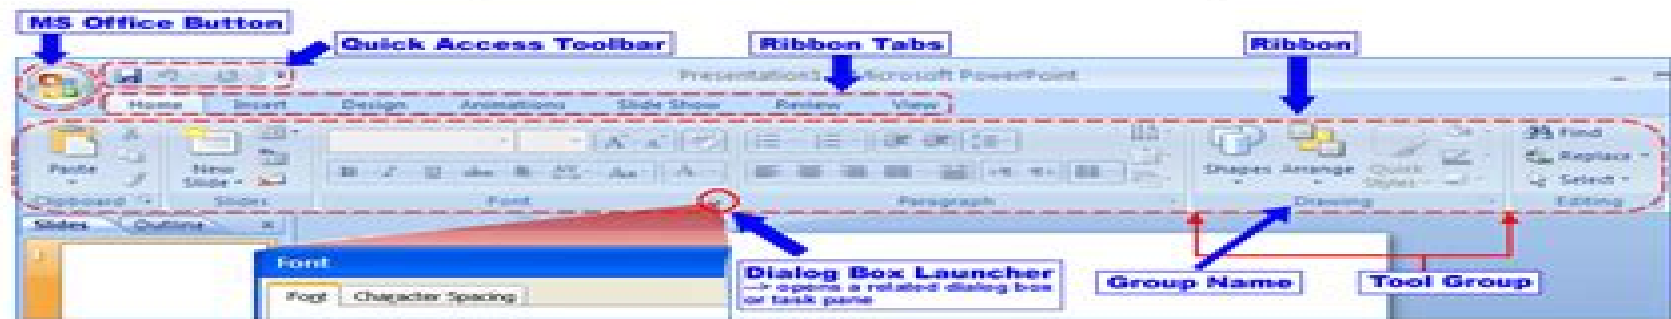 MS Office Button
Quick Access Toolbar
Ribbon Tabs
Ribbon
Presentation1 - Microsoft PowerPoint
Home Insert Design Animations Slide Show Review View
Paste
New Slide
Shapes Arrange Quick Styles
Find
Replace
Select
Clipboard Slides Font Paragraph Drawing Editing
Slides Outline
1
Font
Font Character Spacing
Dialog Box Launcher
--> opens a related dialog box
or task pane
Group Name
Tool Group